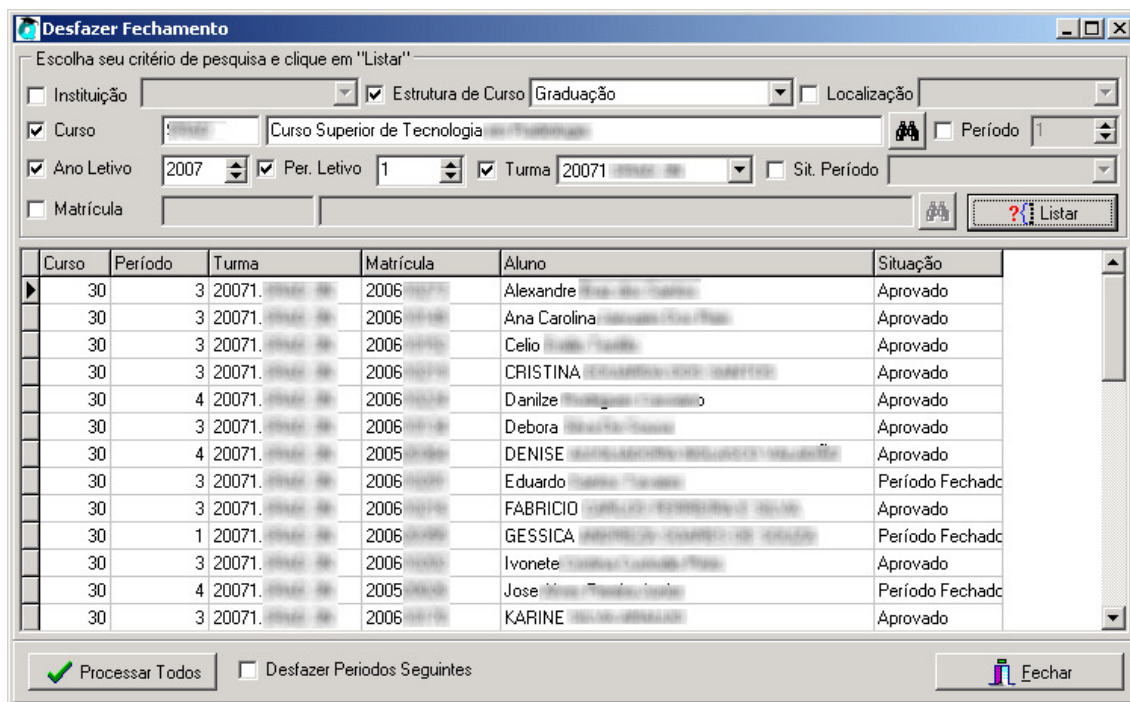 Desfazer Fechamento
Escolha seu critério de pesquisa e clique em "Listar"
Instituição Estrutura de Curso Graduação Localização
Curso Curso Superior de Tecnologia Período 1
Ano Letivo 2007 Per. Letivo 1 Turma 20071 Sit. Período
Matrícula ?{ Listar
Curso Período Turma Matrícula Aluno Situação
30 3 20071. 2006 Alexandre Aprovado
30 3 20071. 2006 Ana Carolina Aprovado
30 3 20071. 2006 Celio Aprovado
30 3 20071. 2006 CRISTINA Aprovado
30 4 20071. 2006 Danilze Aprovado
30 3 20071. 2006 Debora Aprovado
30 4 20071. 2005 DENISE Aprovado
30 3 20071. 2006 Eduardo Período Fechado
30 3 20071. 2006 FABRICIO Aprovado
30 1 20071. 2006 GESSICA Período Fechado
30 3 20071. 2006 Ivonete Aprovado
30 4 20071. 2005 Jose Período Fechado
30 3 20071. 2006 KARINE Aprovado
Processar Todos Desfazer Periodos Seguintes Fechar